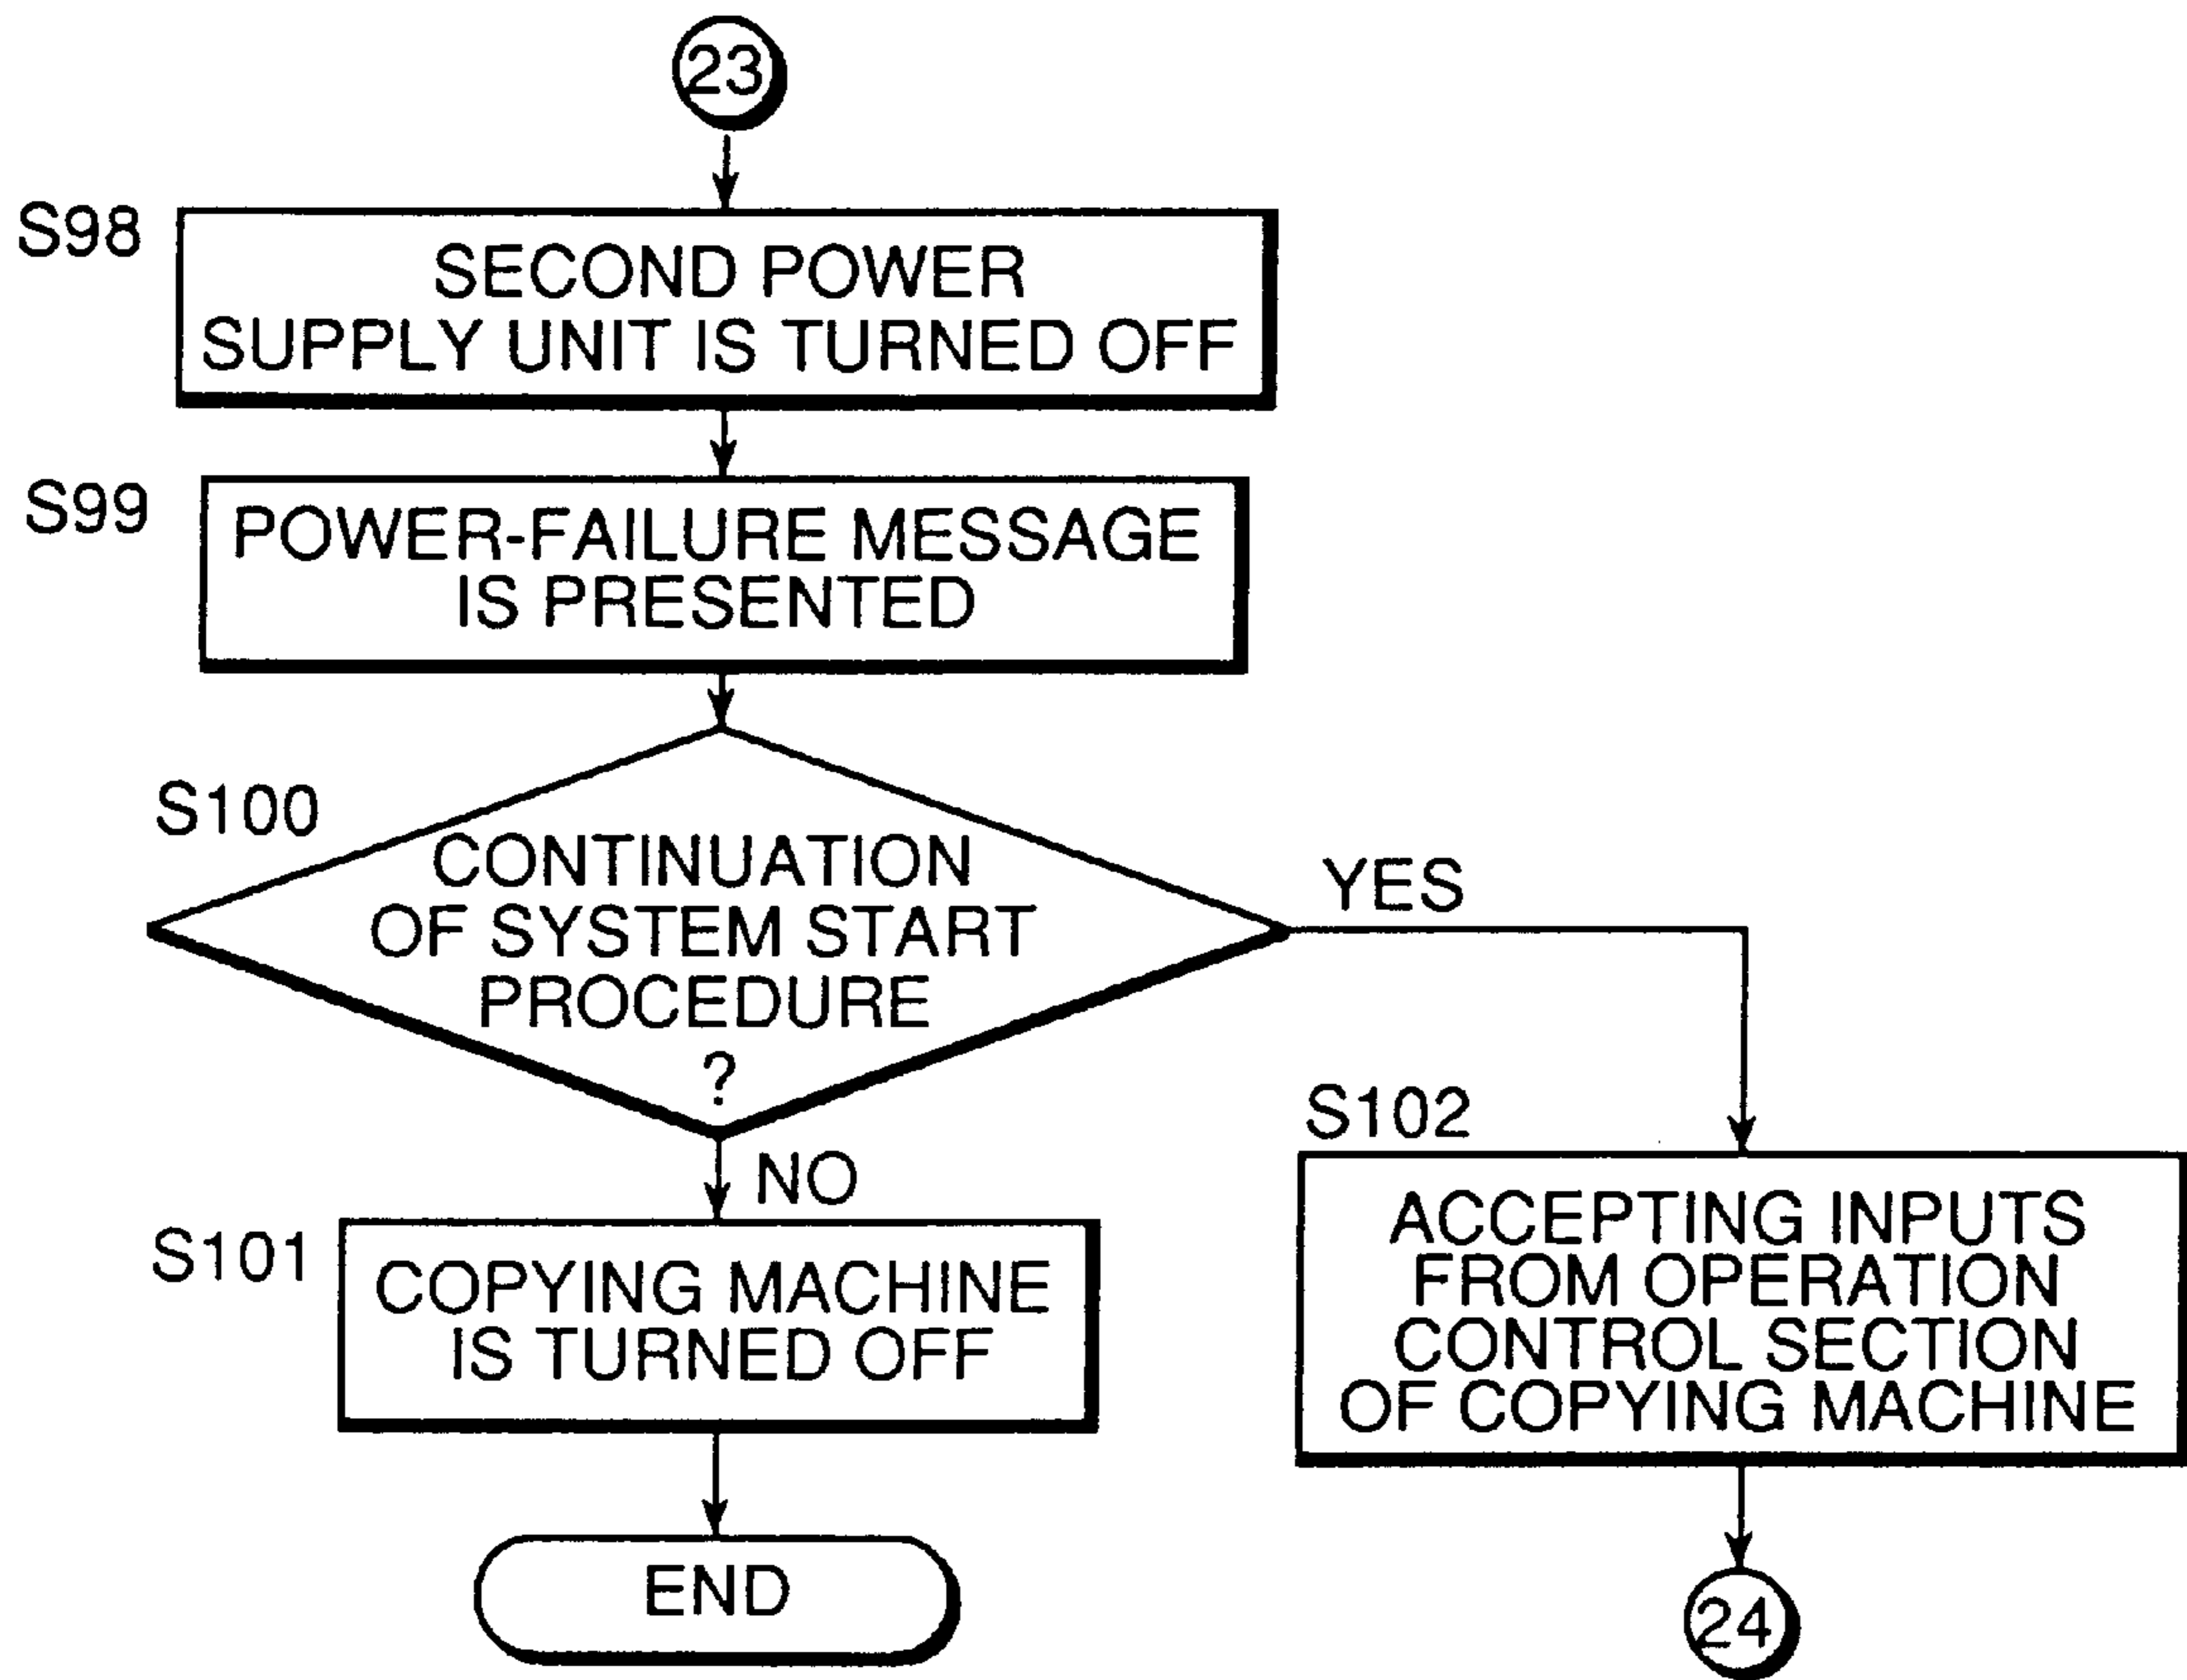 23
S98
SECOND POWER
SUPPLY UNIT IS TURNED OFF
S99
POWER-FAILURE MESSAGE
IS PRESENTED
S100
CONTINUATION
OF SYSTEM START
PROCEDURE
?
YES
NO
S101
COPYING MACHINE
IS TURNED OFF
END
S102
ACCEPTING INPUTS
FROM OPERATION
CONTROL SECTION
OF COPYING MACHINE
24